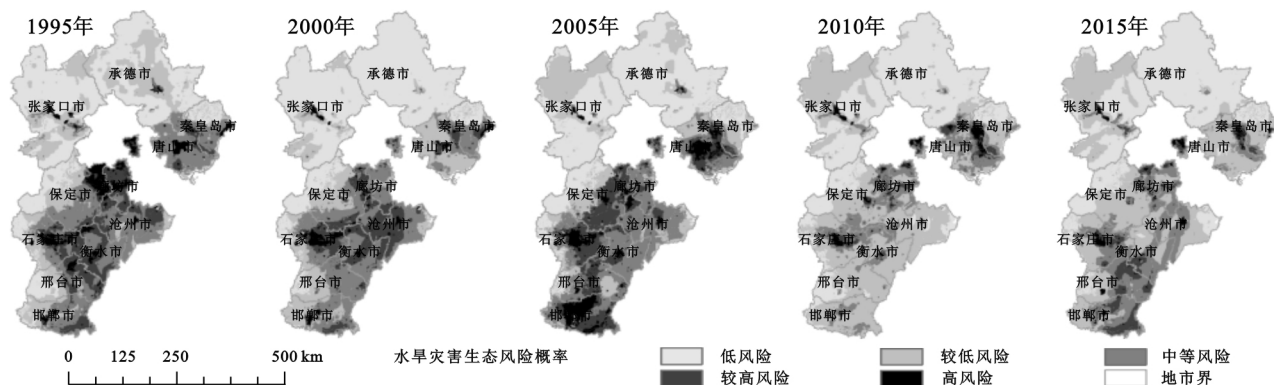 1995年
承德市
张家口市
秦皇岛市
唐山市
廊坊市
保定市
沧州市
石家庄市
衡水市
邢台市
邯郸市
2000年
承德市
张家口市
秦皇岛市
唐山市
廊坊市
保定市
沧州市
石家庄市
衡水市
邢台市
邯郸市
2005年
承德市
张家口市
秦皇岛市
唐山市
廊坊市
保定市
沧州市
石家庄市
衡水市
邢台市
邯郸市
2010年
承德市
张家口市
秦皇岛市
唐山市
廊坊市
保定市
沧州市
石家庄市
衡水市
邢台市
邯郸市
2015年
承德市
张家口市
秦皇岛市
唐山市
廊坊市
保定市
沧州市
石家庄市
衡水市
邢台市
邯郸市
0 125 250 500 km
水旱灾害生态风险概率
低风险 较低风险 中等风险
较高风险 高风险 地市界